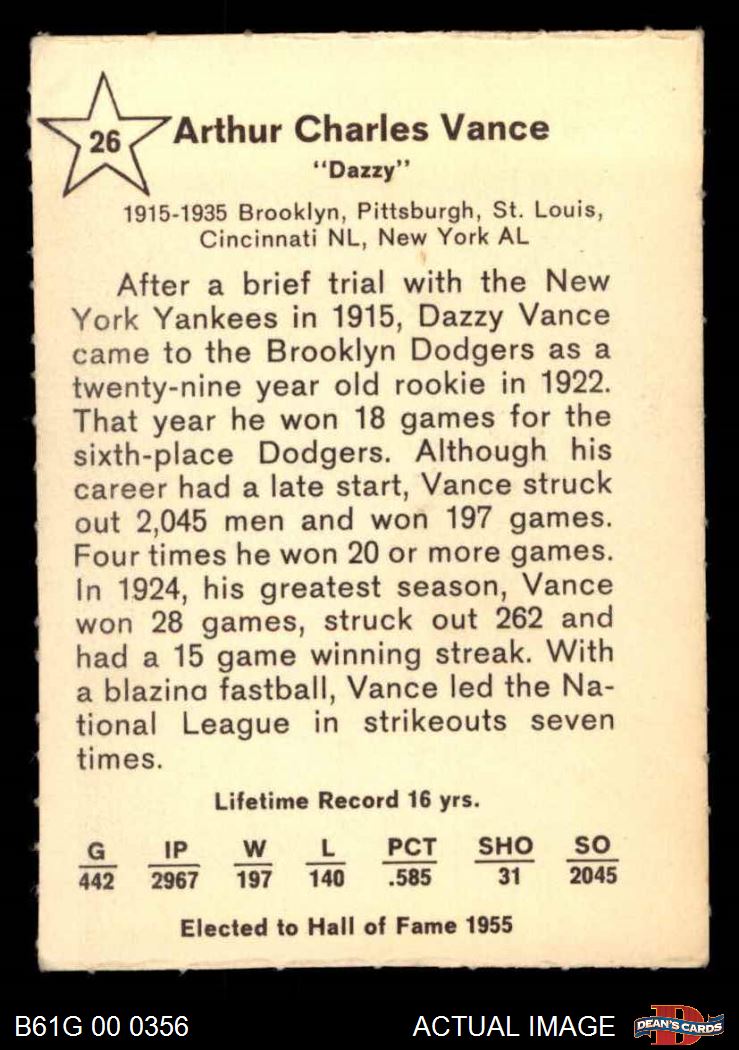 26
Arthur Charles Vance
"Dazzy"
1915-1935 Brooklyn, Pittsburgh, St. Louis,
Cincinnati NL, New York AL
After a brief trial with the New
York Yankees in 1915, Dazzy Vance
came to the Brooklyn Dodgers as a
twenty-nine year old rookie in 1922.
That year he won 18 games for the
sixth-place Dodgers. Although his
career had a late start, Vance struck
out 2,045 men and won 197 games.
Four times he won 20 or more games.
In 1924, his greatest season, Vance
won 28 games, struck out 262 and
had a 15 game winning streak. With
a blazing fastball, Vance led the Na-
tional League in strikeouts seven
times.
Lifetime Record 16 yrs.
G IP W L PCT SHO SO
442 2967 197 140 .585 31 2045
Elected to Hall of Fame 1955
B61G 00 0356 ACTUAL IMAGE D DEAN'S CARDS